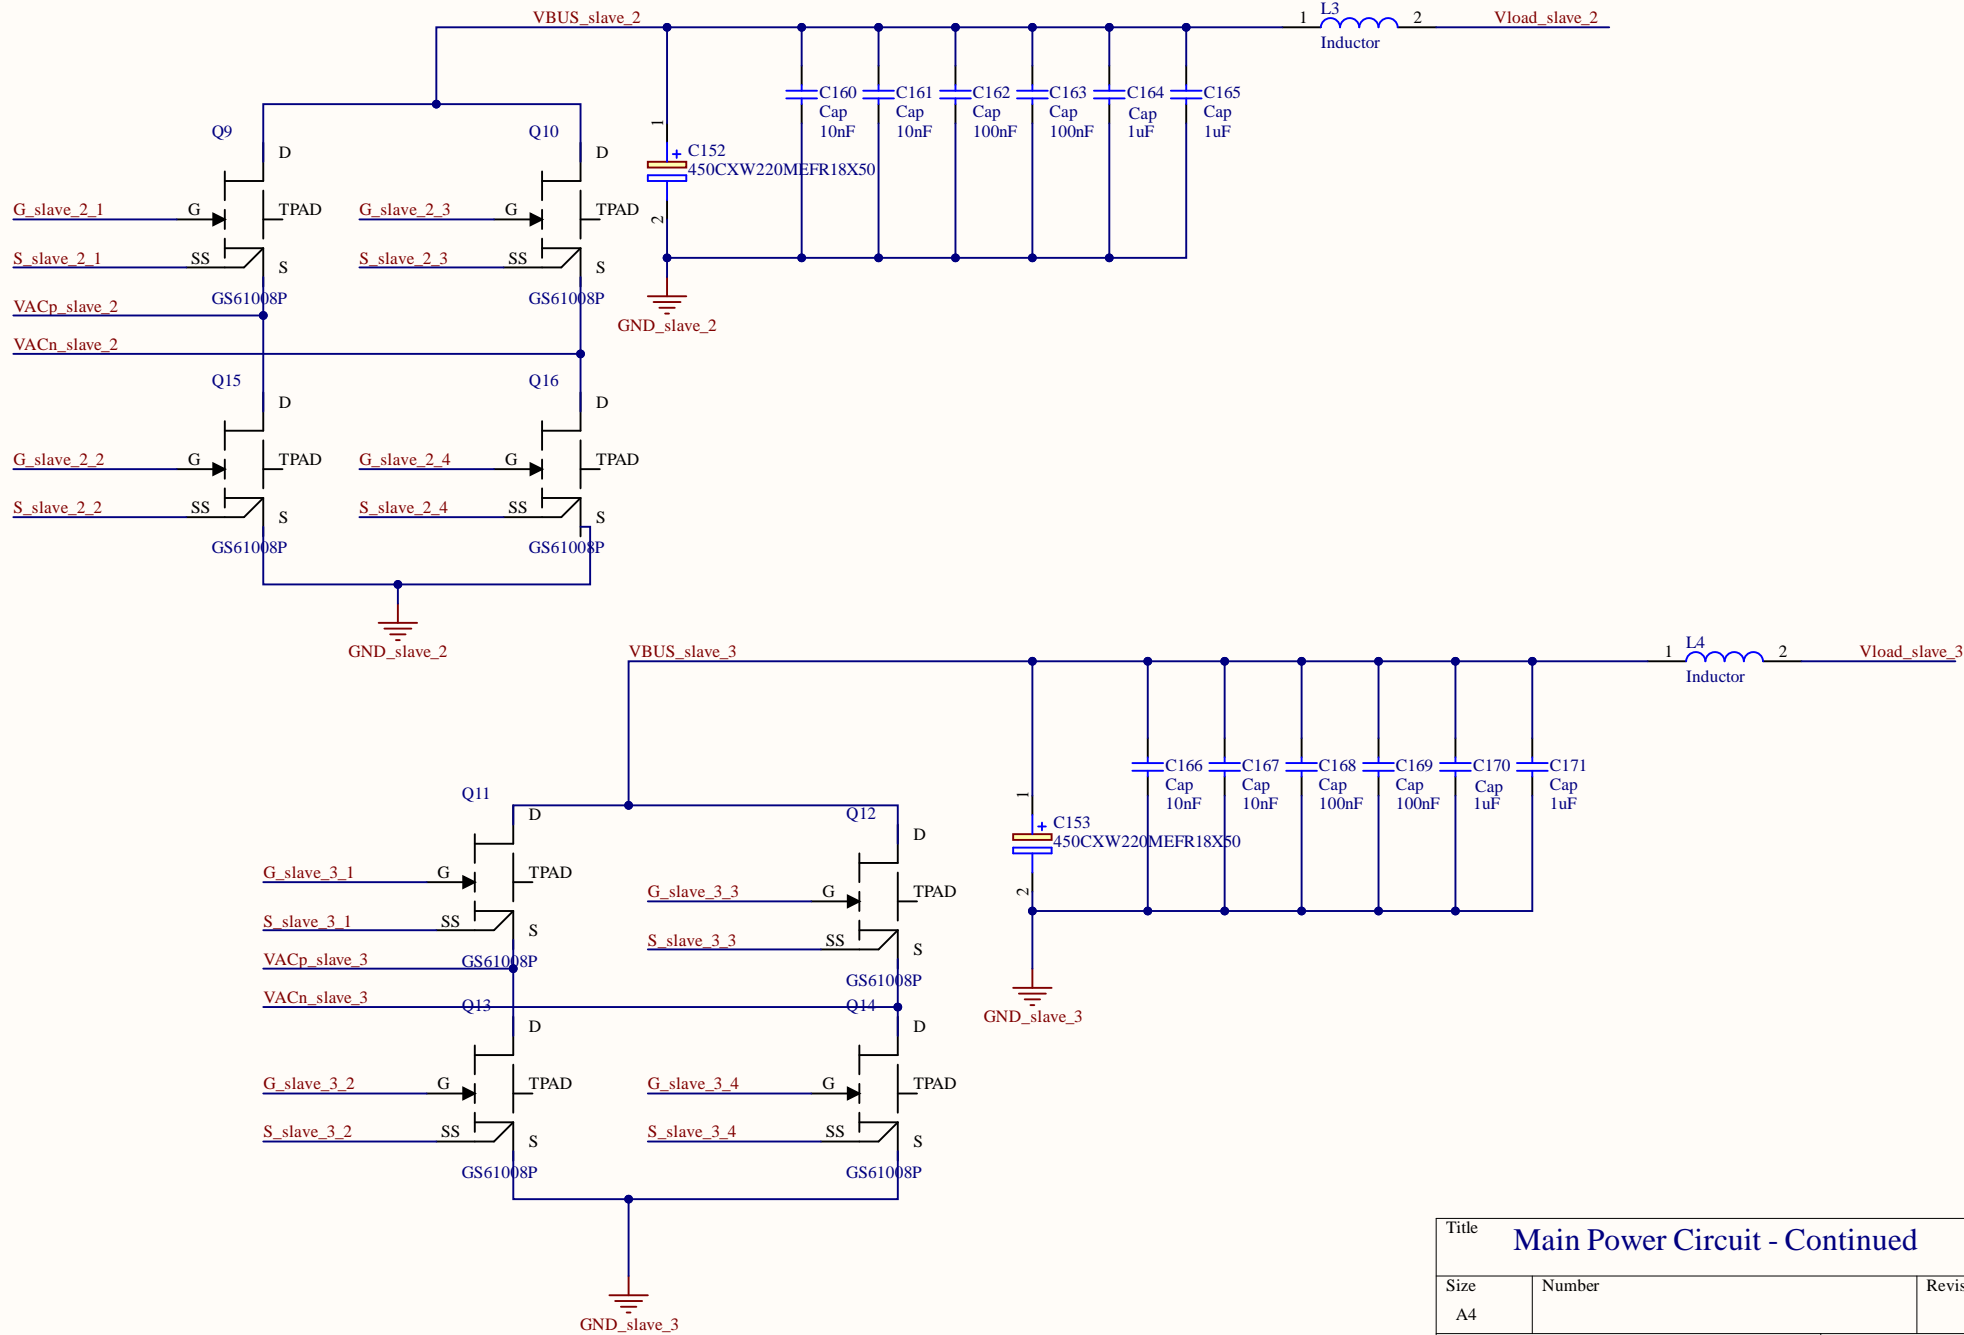 VBUS_slave_2
L3
1
2
Inductor
Vload_slave_2
C160
Cap
10nF
C161
Cap
10nF
C162
Cap
100nF
C163
Cap
100nF
C164
Cap
1uF
C165
Cap
1uF
1
+
C152
450CXW220MEFR18X50
2
GND_slave_2
Q9
D
G_slave_2_1
G
TPAD
S_slave_2_1
SS
S
GS61008P
Q10
D
G_slave_2_3
G
TPAD
S_slave_2_3
SS
S
GS61008P
VACp_slave_2
VACn_slave_2
Q15
D
G_slave_2_2
G
TPAD
S_slave_2_2
SS
S
GS61008P
Q16
D
G_slave_2_4
G
TPAD
S_slave_2_4
SS
S
GS61008P
GND_slave_2
VBUS_slave_3
L4
1
2
Inductor
Vload_slave_3
C166
Cap
10nF
C167
Cap
10nF
C168
Cap
100nF
C169
Cap
100nF
C170
Cap
1uF
C171
Cap
1uF
1
+
C153
450CXW220MEFR18X50
2
GND_slave_3
Q11
D
G_slave_3_1
G
TPAD
S_slave_3_1
SS
S
GS61008P
Q12
D
G_slave_3_3
G
TPAD
S_slave_3_3
SS
S
GS61008P
VACp_slave_3
VACn_slave_3
Q13
D
G_slave_3_2
G
TPAD
S_slave_3_2
SS
S
GS61008P
Q14
D
G_slave_3_4
G
TPAD
S_slave_3_4
SS
S
GS61008P
GND_slave_3
Title
Main Power Circuit - Continued
Size
Number
Revis
A4